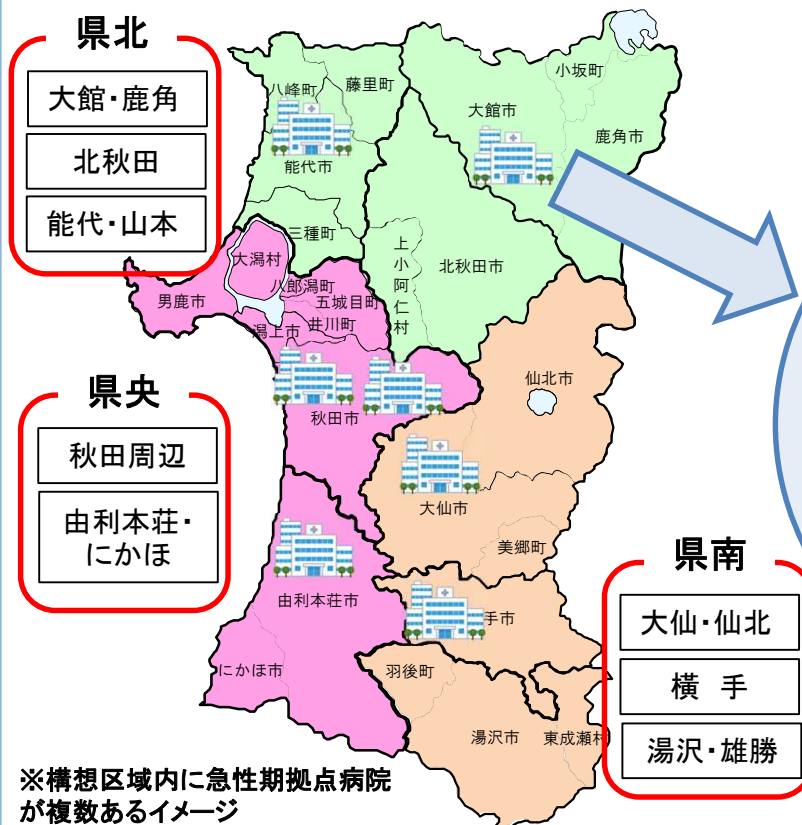 県北
大館・鹿角
北秋田
能代・山本
八峰町
藤里町
能代市
三種町
小坂町
大館市
鹿角市
北秋田市
上小阿仁村
大潟村
男鹿市
八郎潟町
五城目町
潟上市
井川町
秋田市
仙北市
県央
秋田周辺
由利本荘・
にかほ
大仙市
美郷町
由利本荘市
手市
にかほ市
羽後町
湯沢市
東成瀬村
県南
大仙・仙北
横 手
湯沢・雄勝
※構想区域内に急性期拠点病院
が複数あるイメージ